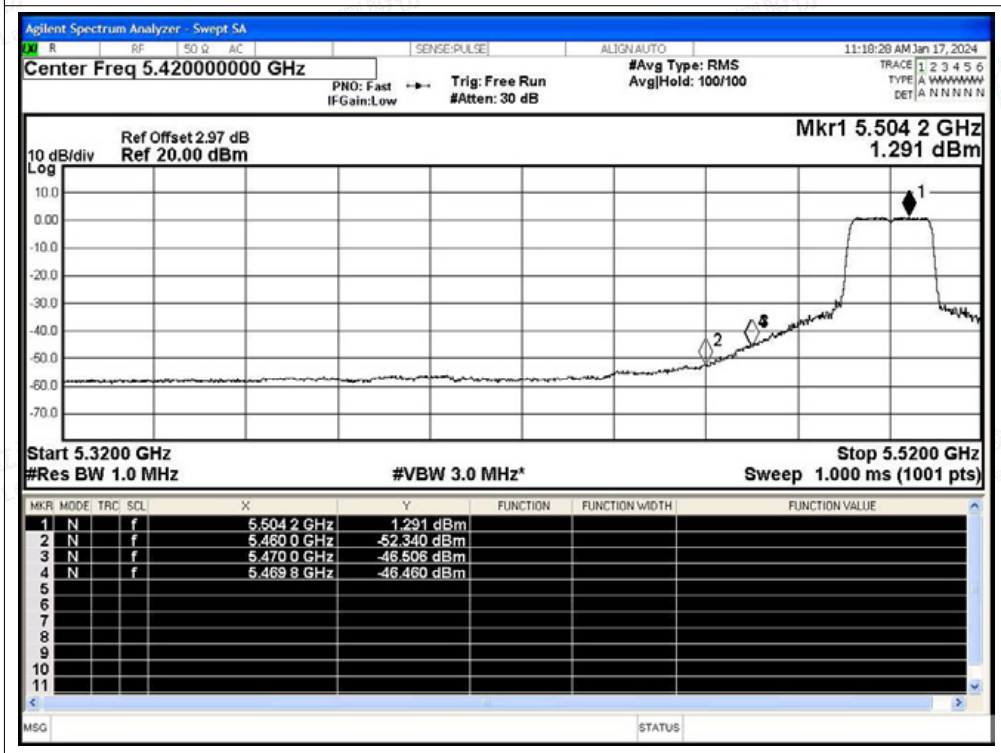 Agilent Spectrum Analyzer - Swept SA
R RF 50 Ω AC SENSE:PULSE ALIGN AUTO 11:18:28 AM Jan 17, 2024
Center Freq 5.420000000 GHz #Avg Type: RMS TRACE 1 2 3 4 5 6
PNO: Fast Trig: Free Run Avg|Hold: 100/100 TYPE A WWWWW
IFGain:Low #Atten: 30 dB DET A N N N N N
Mkr1 5.504 2 GHz
Ref Offset 2.97 dB 1.291 dBm
10 dB/div Ref 20.00 dBm
Log
10.0
0.00
-10.0
-20.0
-30.0
-40.0
-50.0
-60.0
-70.0
1
2
4
Start 5.3200 GHz Stop 5.5200 GHz
#Res BW 1.0 MHz #VBW 3.0 MHz* Sweep 1.000 ms (1001 pts)
MKR MODE TRC SCL X Y FUNCTION FUNCTION WIDTH FUNCTION VALUE
1 N f 5.504 2 GHz 1.291 dBm
2 N f 5.460 0 GHz -52.340 dBm
3 N f 5.470 0 GHz -46.506 dBm
4 N f 5.469 8 GHz -46.460 dBm
5
6
7
8
9
10
11
MSG STATUS